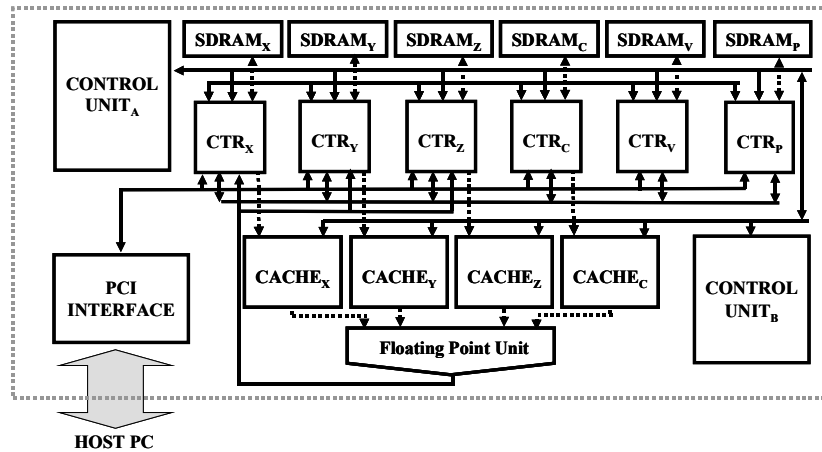 SDRAMX SDRAMY SDRAMZ SDRAMC SDRAMV SDRAMP
CONTROL
UNITA
CTRX CTRY CTRZ CTRC CTRV CTRP
PCI
INTERFACE
CACHEX CACHEY CACHEZ CACHEC
CONTROL
UNITB
Floating Point Unit
HOST PC